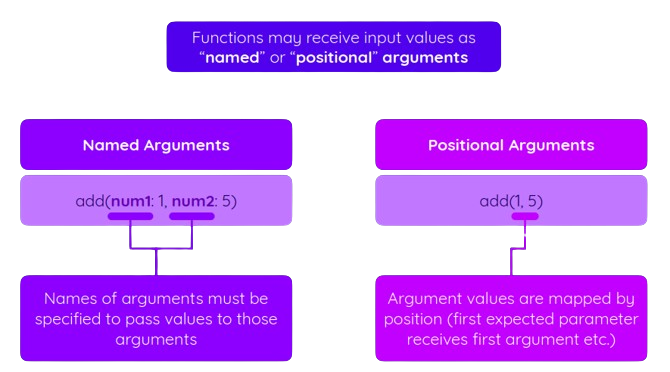 Functions may receive input values as
“named” or “positional” arguments
Named Arguments
add(num1: 1, num2: 5)
Names of arguments must be
specified to pass values to those
arguments
Positional Arguments
add(1, 5)
Argument values are mapped by
position (first expected parameter
receives first argument etc.)